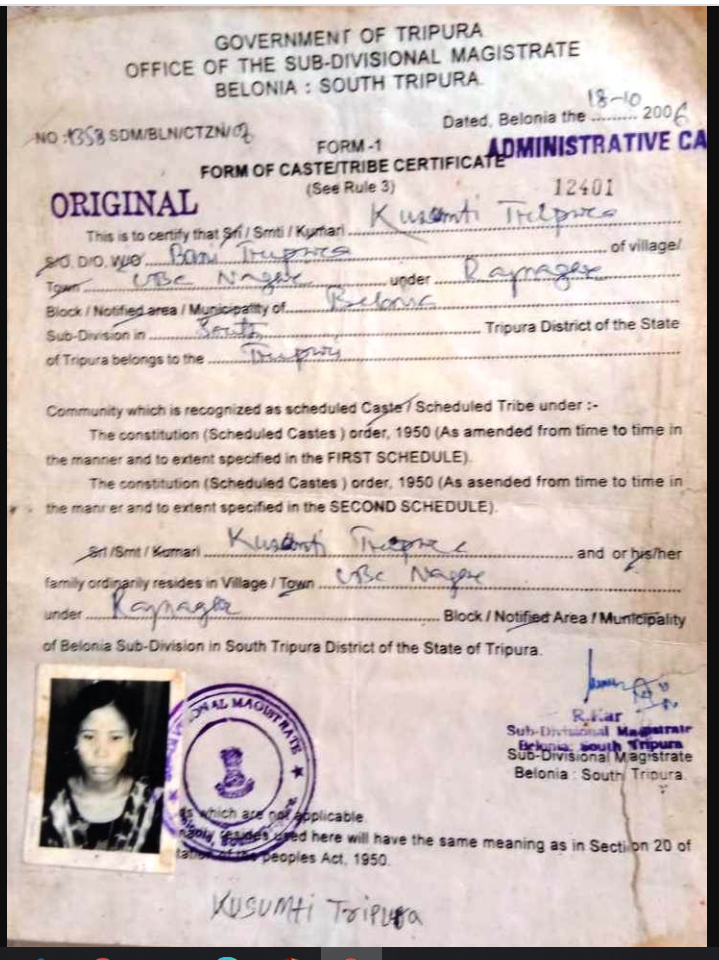 GOVERNMENT OF TRIPURA
OFFICE OF THE SUB-DIVISIONAL MAGISTRATE
BELONIA : SOUTH TRIPURA.
Dated, Belonia the 18-10 2006
NO : 1358 SDM/BLN/CTZN/02
FORM -1
ADMINISTRATIVE CA
FORM OF CASTE/TRIBE CERTIFICATE
(See Rule 3)
12401
ORIGINAL
This is to certify that Sri / Smti / Kumari Kusumti Tripura
S/O. D/O. W/O Tripura of village/
Town UBC Nagar under Rajnagar
Block / Notified area / Municipality of Belonia
Sub-Division in South Tripura District of the State
of Tripura belongs to the Tripuri
Community which is recognized as scheduled Caste / Scheduled Tribe under :-
The constitution (Scheduled Castes ) order, 1950 (As amended from time to time in
the manner and to extent specified in the FIRST SCHEDULE).
The constitution (Scheduled Castes ) order, 1950 (As asended from time to time in
the manner and to extent specified in the SECOND SCHEDULE).
Sri /Smt / Kumari Kusumti Tripura and or his/her
family ordinarily resides in Village / Town UBC Nagar
under Rajnagar Block / Notified Area / Municipality
of Belonia Sub-Division in South Tripura District of the State of Tripura.
R. Kar
Sub-Divisional Magistrate
Belonia: South Tripura
Sub-Divisional Magistrate
Belonia : South Tripura.
SUB DIVISIONAL MAGISTRATE
which are not applicable.
resides used here will have the same meaning as in Section 20 of
peoples Act, 1950.
KUSUMTI TRIPURA